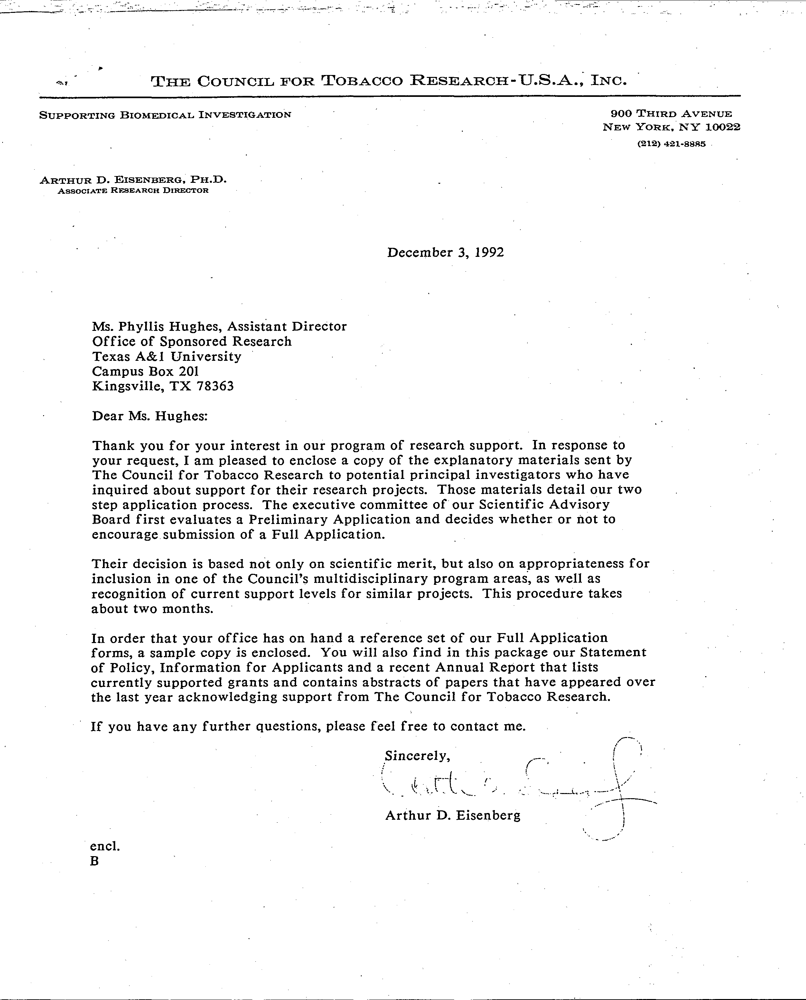 THE COUNCIL FOR TOBACCO RESEARCH-U.S.A., INC.
SUPPORTING BIOMEDICAL INVESTIGATION
900 THIRD AVENUE
NEW YORK, NY 10022
(212) 421-8885
ARTHUR D. EISENBERG, PH.D.
ASSOCIATE RESEARCH DIRECTOR
December 3, 1992
Ms. Phyllis Hughes, Assistant Director
Office of Sponsored Research
Texas A&I University
Campus Box 201
Kingsville, TX 78363
Dear Ms. Hughes:
Thank you for your interest in our program of research support. In response to
your request, I am pleased to enclose a copy of the explanatory materials sent by
The Council for Tobacco Research to potential principal investigators who have
inquired about support for their research projects. Those materials detail our two
step application process. The executive committee of our Scientific Advisory
Board first evaluates a Preliminary Application and decides whether or not to
encourage submission of a Full Application.
Their decision is based not only on scientific merit, but also on appropriateness for
inclusion in one of the Council's multidisciplinary program areas, as well as
recognition of current support levels for similar projects. This procedure takes
about two months.
In order that your office has on hand a reference set of our Full Application
forms, a sample copy is enclosed. You will also find in this package our Statement
of Policy, Information for Applicants and a recent Annual Report that lists
currently supported grants and contains abstracts of papers that have appeared over
the last year acknowledging support from The Council for Tobacco Research.
If you have any further questions, please feel free to contact me.
Sincerely,
Arthur D. Eisenberg
encl.
B